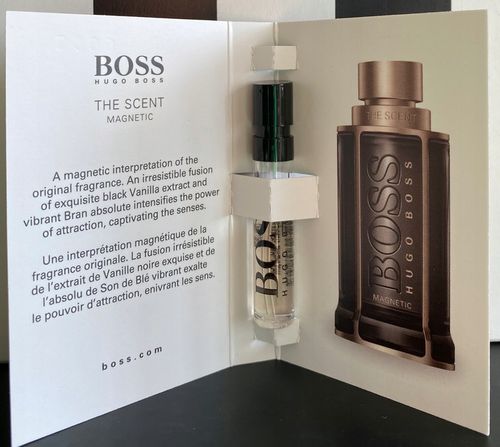 BOSS
HUGO BOSS
THE SCENT
MAGNETIC
A magnetic interpretation of the
original fragrance. An irresistible fusion
of exquisite black Vanilla extract and
vibrant Bran absolute intensifies the power
of attraction, captivating the senses.
Une interprétation magnétique de la
fragrance originale. La fusion irrésistible
de l'extrait de Vanille noire exquise et de
l'absolu de Son de Blé vibrant exalte
le pouvoir d'attraction, enivrant les sens.
boss.com
BOSS
HUGO
THE SCENT
BOSS
HUGO BOSS
MAGNETIC